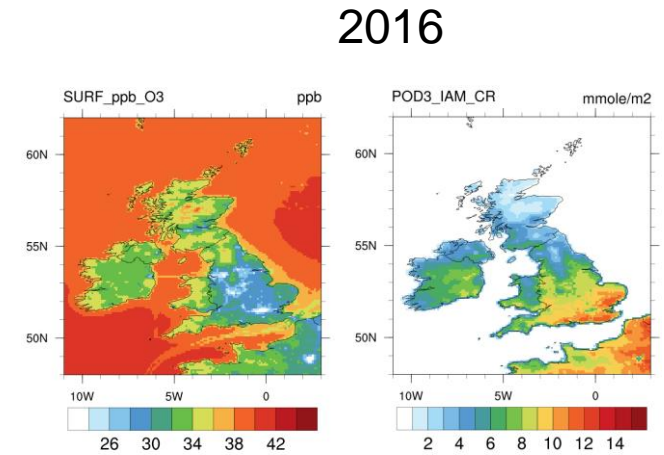 2016
SURF_ppb_O3 ppb
POD3_IAM_CR mmole/m2
60N
55N
50N
10W 5W 0
26 30 34 38 42
60N
55N
50N
10W 5W 0
2 4 6 8 10 12 14